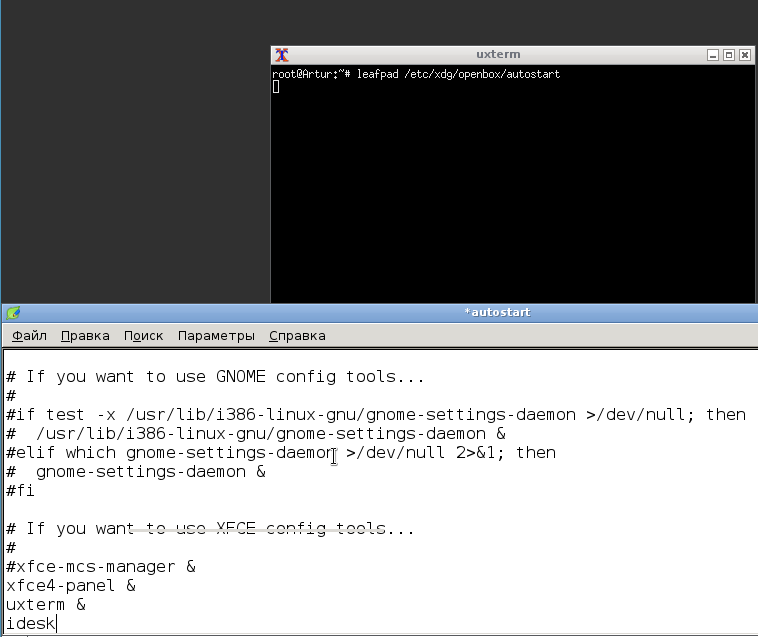 uxterm
root@Artur:~# leafpad /etc/xdg/openbox/autostart
*autostart
Файл Правка Поиск Параметры Справка
# If you want to use GNOME config tools...
#
#if test -x /usr/lib/i386-linux-gnu/gnome-settings-daemon >/dev/null; then
#  /usr/lib/i386-linux-gnu/gnome-settings-daemon &
#elif which gnome-settings-daemon >/dev/null 2>&1; then
#  gnome-settings-daemon &
#fi
# If you want to use XFCE config tools...
#
#xfce-mcs-manager &
xfce4-panel &
uxterm &
idesk